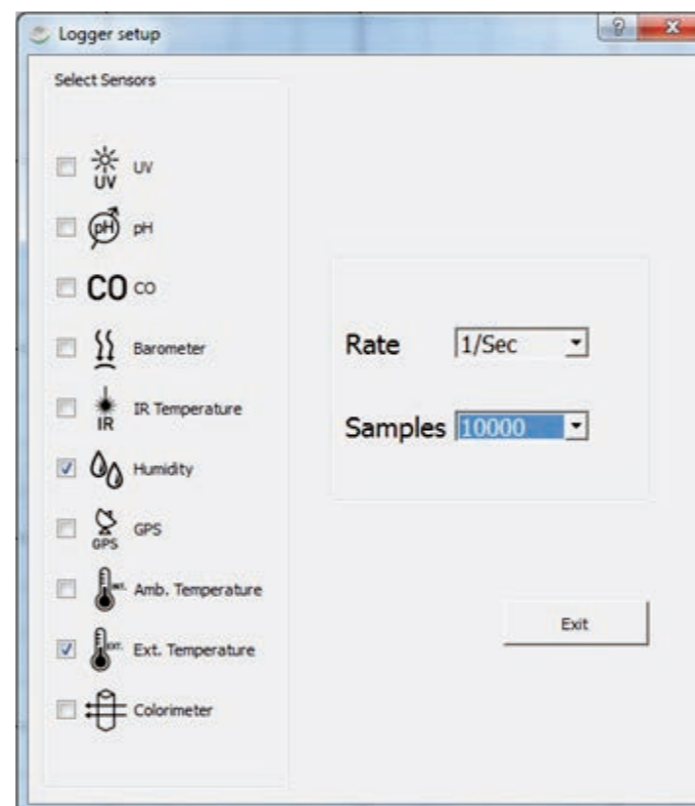 Logger setup
Select Sensors
UV UV
pH pH
CO CO
Barometer
IR IR Temperature
Humidity
GPS GPS
Amb. Temperature
EXT. Ext. Temperature
Colorimeter
Rate 1/Sec
Samples 10000
Exit